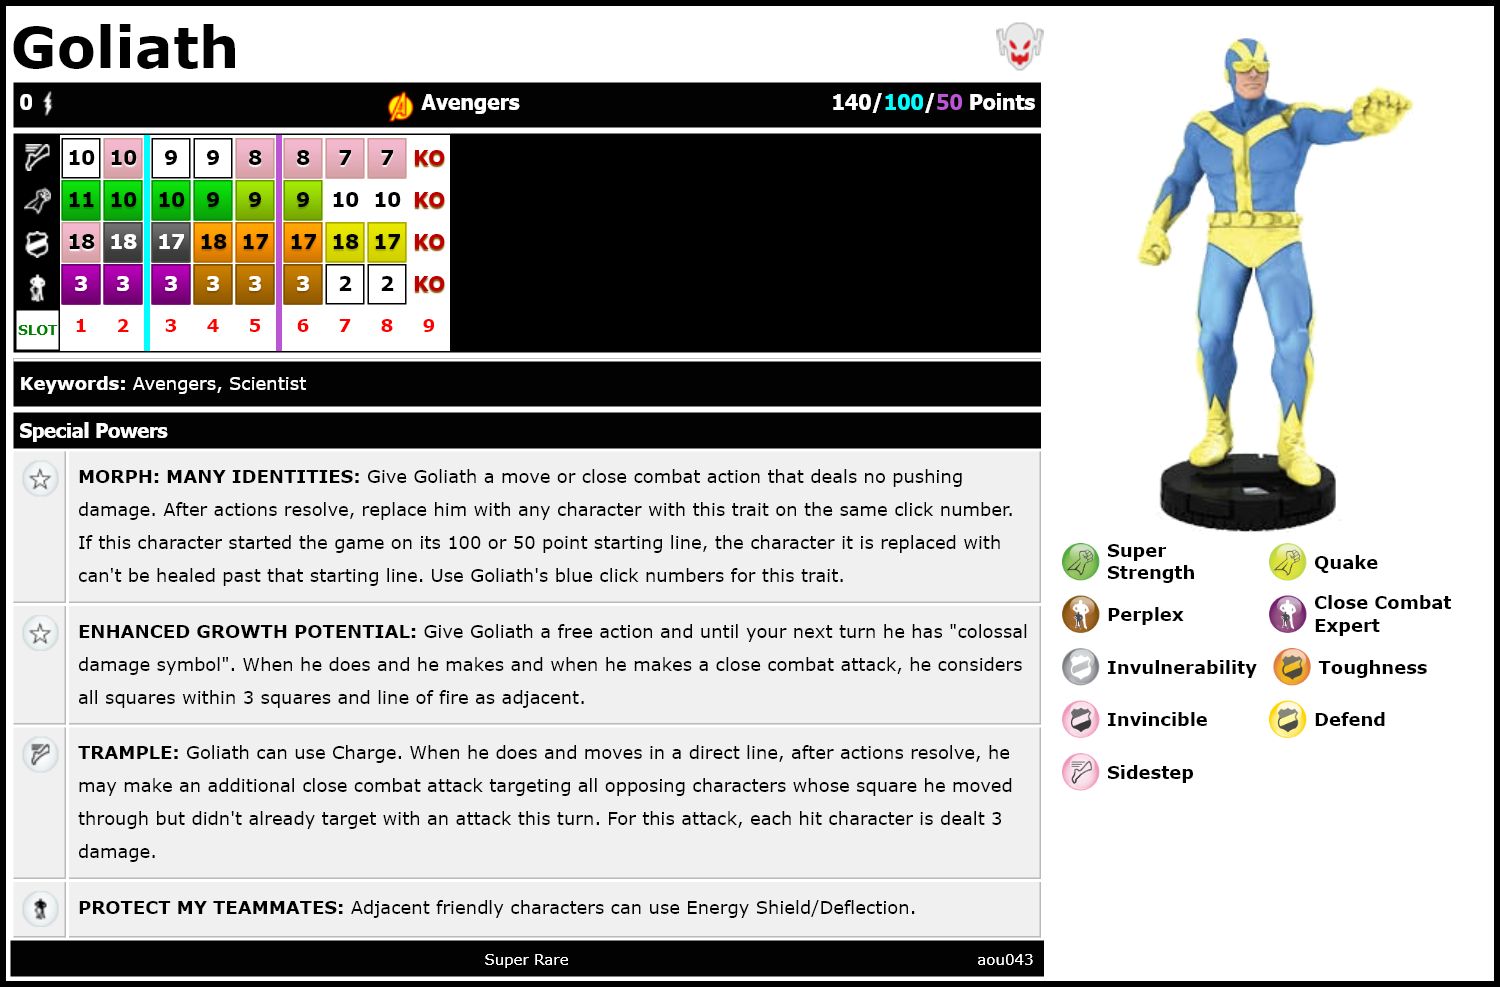 Goliath
0 Avengers 140/100/50 Points
10 10 9 9 8 8 7 7 KO
11 10 10 9 9 9 10 10 KO
18 18 17 18 17 17 18 17 KO
3 3 3 3 3 3 2 2 KO
SLOT 1 2 3 4 5 6 7 8 9
Keywords: Avengers, Scientist
Special Powers
MORPH: MANY IDENTITIES: Give Goliath a move or close combat action that deals no pushing
damage. After actions resolve, replace him with any character with this trait on the same click number.
If this character started the game on its 100 or 50 point starting line, the character it is replaced with
can't be healed past that starting line. Use Goliath's blue click numbers for this trait.
ENHANCED GROWTH POTENTIAL: Give Goliath a free action and until your next turn he has "colossal
damage symbol". When he does and he makes and when he makes a close combat attack, he considers
all squares within 3 squares and line of fire as adjacent.
TRAMPLE: Goliath can use Charge. When he does and moves in a direct line, after actions resolve, he
may make an additional close combat attack targeting all opposing characters whose square he moved
through but didn't already target with an attack this turn. For this attack, each hit character is dealt 3
damage.
PROTECT MY TEAMMATES: Adjacent friendly characters can use Energy Shield/Deflection.
Super Rare aou043
Super
Strength
Quake
Perplex
Close Combat
Expert
Invulnerability
Toughness
Invincible
Defend
Sidestep